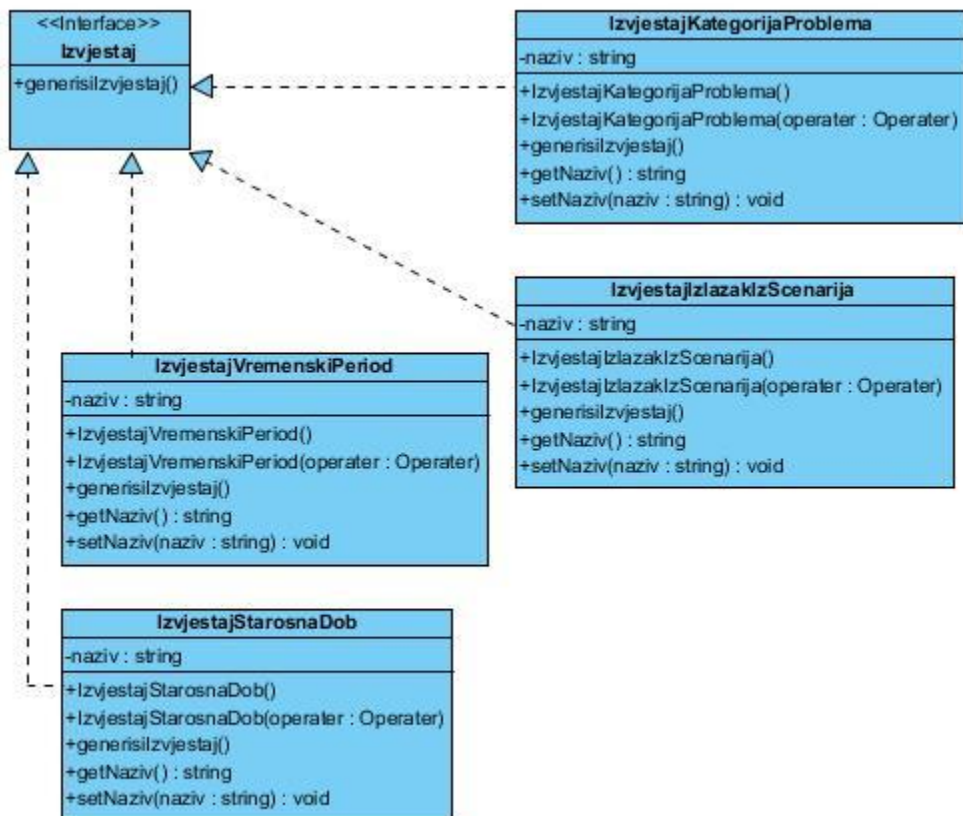 <<Interface>>
Izvjestaj
+generisiIzvjestaj()
IzvjestajKategorijaProblema
-naziv : string
+IzvjestajKategorijaProblema()
+IzvjestajKategorijaProblema(operater : Operater)
+generisiIzvjestaj()
+getNaziv() : string
+setNaziv(naziv : string) : void
IzvjestajIzlazakIzScenarija
-naziv : string
+IzvjestajIzlazakIzScenarija()
+IzvjestajIzlazakIzScenarija(operater : Operater)
+generisiIzvjestaj()
+getNaziv() : string
+setNaziv(naziv : string) : void
IzvjestajVremenskiPeriod
-naziv : string
+IzvjestajVremenskiPeriod()
+IzvjestajVremenskiPeriod(operater : Operater)
+generisiIzvjestaj()
+getNaziv() : string
+setNaziv(naziv : string) : void
IzvjestajStarosnaDob
-naziv : string
+IzvjestajStarosnaDob()
+IzvjestajStarosnaDob(operater : Operater)
+generisiIzvjestaj()
+getNaziv() : string
+setNaziv(naziv : string) : void